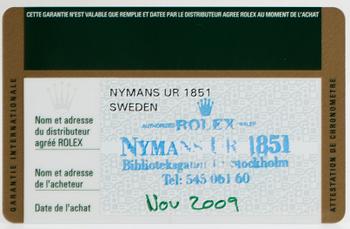 CETTE GARANTIE N'EST VALABLE QUE REMPLIE ET DATEE PAR LE DISTRIBUTEUR AGREE ROLEX AU MOMENT DE L'ACHAT
GARANTIE INTERNATIONALE
NYMANS UR 1851
SWEDEN
Nom et adresse
du distributeur
agréé ROLEX
AUTHORIZED ROLEX DEALER
NYMANS UR 1851
Biblioteksgatan Stockholm
Tel: 545 061 60
Nom et adresse
de l'acheteur
Date de l'achat
Nov 2009
ATTESTATION DE CHRONOMETRE